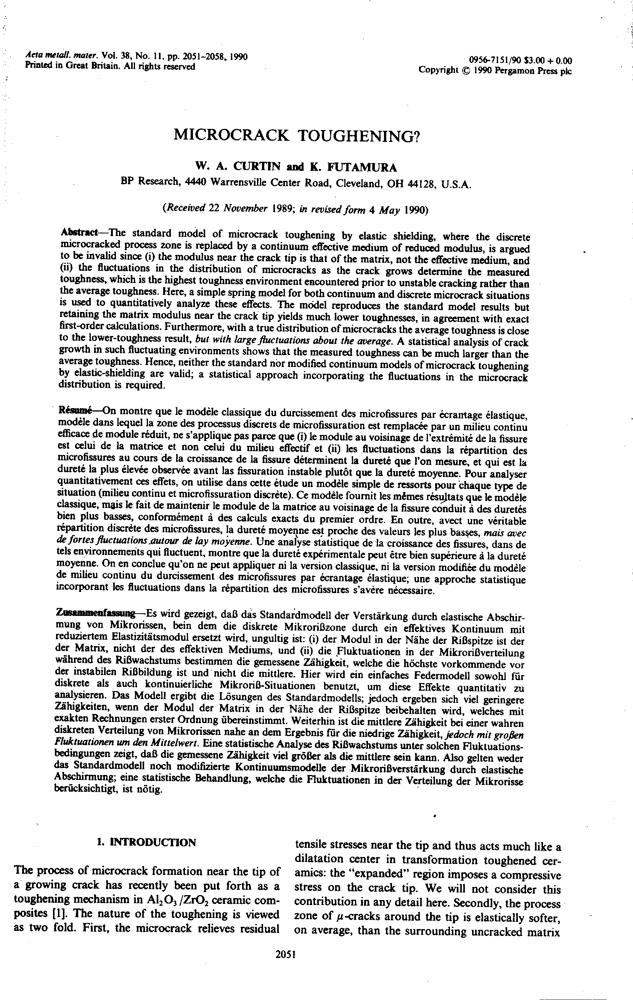 Acta metall. mater. Vol. 38, No. 11, pp. 2051–2058, 1990
Printed in Great Britain. All rights reserved
0956-7151/90 $3.00 + 0.00
Copyright © 1990 Pergamon Press plc
MICROCRACK TOUGHENING?
W. A. CURTIN and K. FUTAMURA
BP Research, 4440 Warrensville Center Road, Cleveland, OH 44128, U.S.A.
(Received 22 November 1989; in revised form 4 May 1990)
Abstract—The standard model of microcrack toughening by elastic shielding, where the discrete
microcracked process zone is replaced by a continuum effective medium of reduced modulus, is argued
to be invalid since (i) the modulus near the crack tip is that of the matrix, not the effective medium, and
(ii) the fluctuations in the distribution of microcracks as the crack grows determine the measured
toughness, which is the highest toughness environment encountered prior to unstable cracking rather than
the average toughness. Here, a simple spring model for both continuum and discrete microcrack situations
is used to quantitatively analyze these effects. The model reproduces the standard model results but
retaining the matrix modulus near the crack tip yields much lower toughnesses, in agreement with exact
first-order calculations. Furthermore, with a true distribution of microcracks the average toughness is close
to the lower-toughness result, but with large fluctuations about the average. A statistical analysis of crack
growth in such fluctuating environments shows that the measured toughness can be much larger than the
average toughness. Hence, neither the standard nor modified continuum models of microcrack toughening
by elastic-shielding are valid; a statistical approach incorporating the fluctuations in the microcrack
distribution is required.
Résumé—On montre que le modèle classique du durcissement des microfissures par écrantage élastique,
modèle dans lequel la zone des processus discrets de microfissuration est remplacée par un milieu continu
efficace de module réduit, ne s'applique pas parce que (i) le module au voisinage de l'extrémité de la fissure
est celui de la matrice et non celui du milieu effectif et (ii) les fluctuations dans la répartition des
microfissures au cours de la croissance de la fissure déterminent la dureté que l'on mesure, et qui est la
dureté la plus élevée observée avant las fissuration instable plutôt que la dureté moyenne. Pour analyser
quantitativement ces effets, on utilise dans cette étude un modèle simple de ressorts pour chaque type de
situation (milieu continu et microfissuration discrète). Ce modèle fournit les mêmes résultats que le modèle
classique, mais le fait de maintenir le module de la matrice au voisinage de la fissure conduit à des duretés
bien plus basses, conformément à des calculs exacts du premier ordre. En outre, avect une véritable
répartition discrète des microfissures, la dureté moyenne est proche des valeurs les plus basses, mais avec
de fortes fluctuations autour de lay moyenne. Une analyse statistique de la croissance des fissures, dans de
tels environnements qui fluctuent, montre que la dureté expérimentale peut être bien supérieure à la dureté
moyenne. On en conclue qu'on ne peut appliquer ni la version classique, ni la version modifiée du modèle
de milieu continu du durcissement des microfissures par écrantage élastique; une approche statistique
incorporant les fluctuations dans la répartition des microfissures s'avère nécessaire.
Zusammenfassung—Es wird gezeigt, daß das Standardmodell der Verstärkung durch elastische Abschir-
mung von Mikrorissen, bein dem die diskrete Mikrorißzone durch ein effektives Kontinuum mit
reduziertem Elastizitätsmodul ersetzt wird, ungultig ist: (i) der Modul in der Nähe der Rißspitze ist der
der Matrix, nicht der des effektiven Mediums, und (ii) die Fluktuationen in der Mikrorißverteilung
während des Rißwachstums bestimmen die gemessene Zähigkeit, welche die höchste vorkommende vor
der instabilen Rißbildung ist und nicht die mittlere. Hier wird ein einfaches Federmodell sowohl für
diskrete als auch kontinuierliche Mikroriß-Situationen benutzt, um diese Effekte quantitativ zu
analysieren. Das Modell ergibt die Lösungen des Standardmodells; jedoch ergeben sich viel geringere
Zähigkeiten, wenn der Modul der Matrix in der Nähe der Rißspitze beibehalten wird, welches mit
exakten Rechnungen erster Ordnung übereinstimmt. Weiterhin ist die mittlere Zähigkeit bei einer wahren
diskreten Verteilung von Mikrorissen nahe an dem Ergebnis für die niedrige Zähigkeit, jedoch mit großen
Fluktuationen um den Mittelwert. Eine statistische Analyse des Rißwachstums unter solchen Fluktuations-
bedingungen zeigt, daß die gemessene Zähigkeit viel größer als die mittlere sein kann. Also gelten weder
das Standardmodell noch modifizierte Kontinuumsmodelle der Mikrorißverstärkung durch elastische
Abschirmung; eine statistische Behandlung, welche die Fluktuationen in der Verteilung der Mikrorisse
berücksichtigt, ist nötig.
1. INTRODUCTION
The process of microcrack formation near the tip of
a growing crack has recently been put forth as a
toughening mechanism in Al₂O₃/ZrO₂ ceramic com-
posites [1]. The nature of the toughening is viewed
as two fold. First, the microcrack relieves residual
tensile stresses near the tip and thus acts much like a
dilatation center in transformation toughened cer-
amics: the "expanded" region imposes a compressive
stress on the crack tip. We will not consider this
contribution in any detail here. Secondly, the process
zone of μ-cracks around the tip is elastically softer,
on average, than the surrounding uncracked matrix
2051